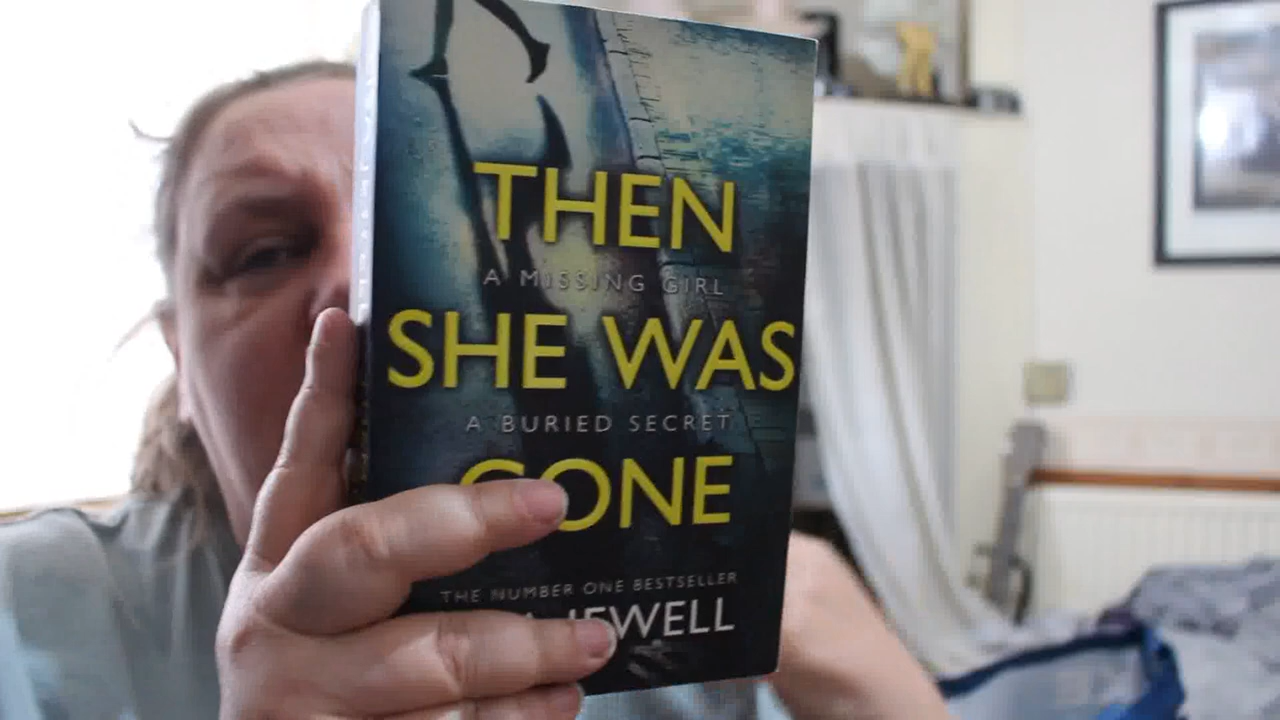 THEN
A MISSING GIRL
SHE WAS
A BURIED SECRET
GONE
THE NUMBER ONE BESTSELLER
JEWELL